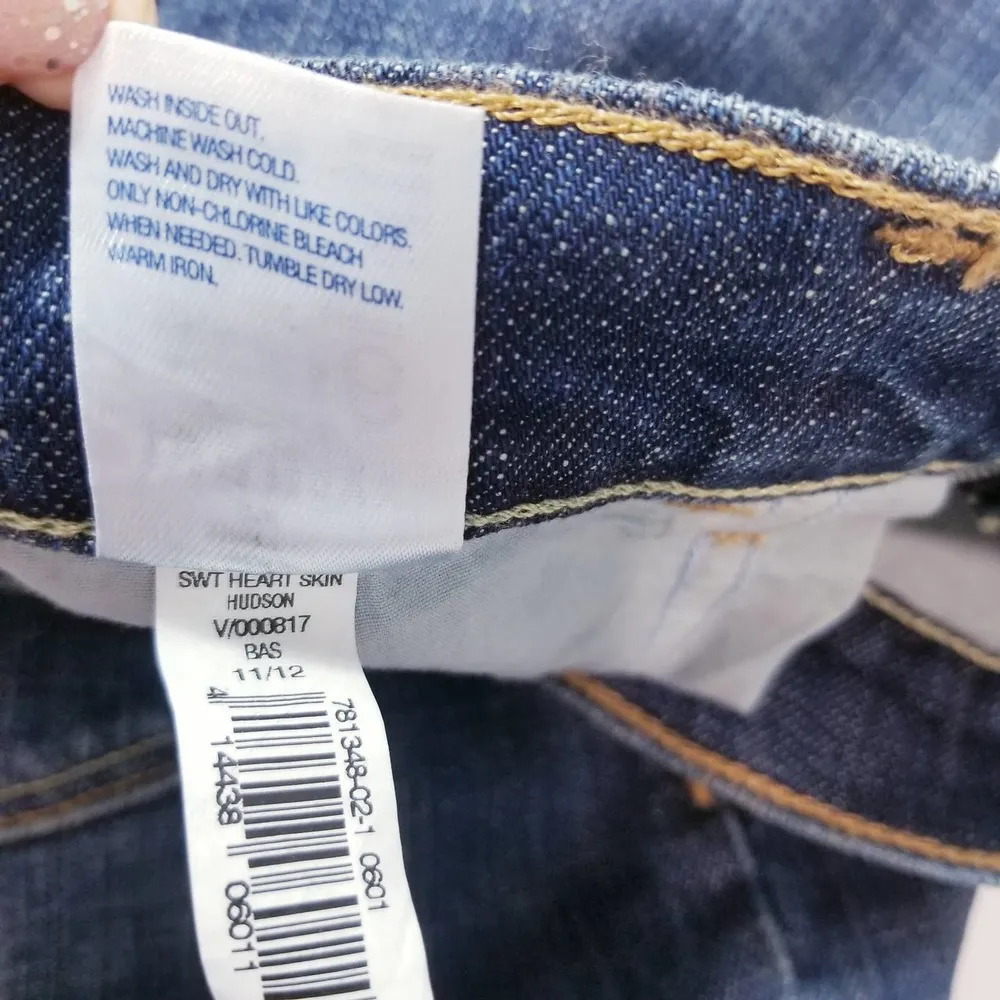 WASH INSIDE OUT.
MACHINE WASH COLD.
WASH AND DRY WITH LIKE COLORS.
ONLY NON-CHLORINE BLEACH
WHEN NEEDED. TUMBLE DRY LOW.
WARM IRON.
SWT HEART SKIN
HUDSON
V/000817
BAS
11/12
781348-02-1 0601
4 14438 06011